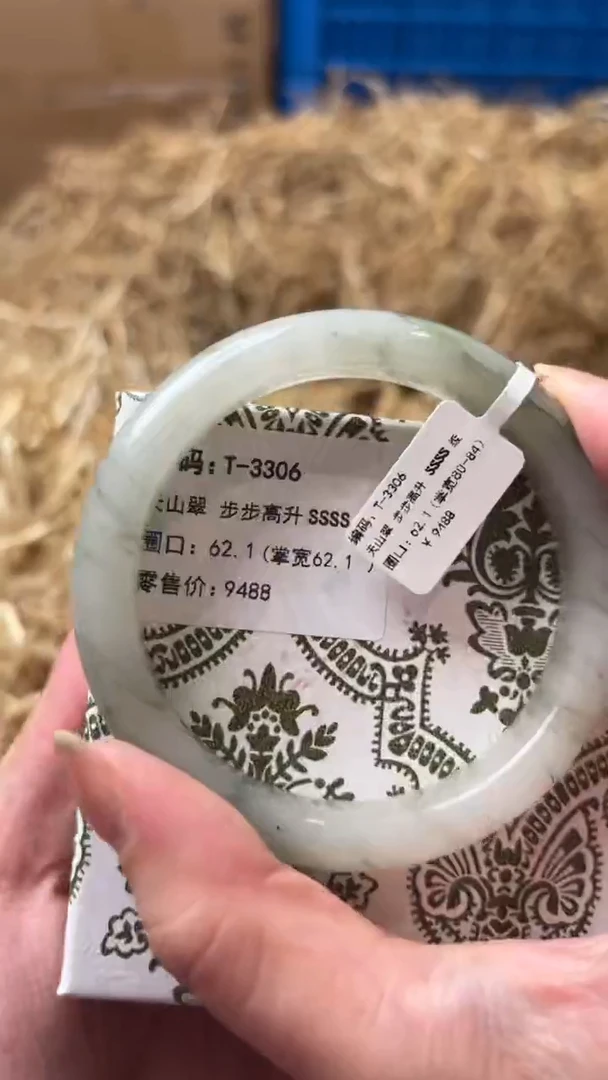 码：T-3306
天山翠 步步高升 SSSS
圈口：62.1（掌宽62.1 ）
零售价：9488
编码：T-3306
天山翠 步步高升 SSSS
圈口：62.1（掌宽80-84）
￥9488